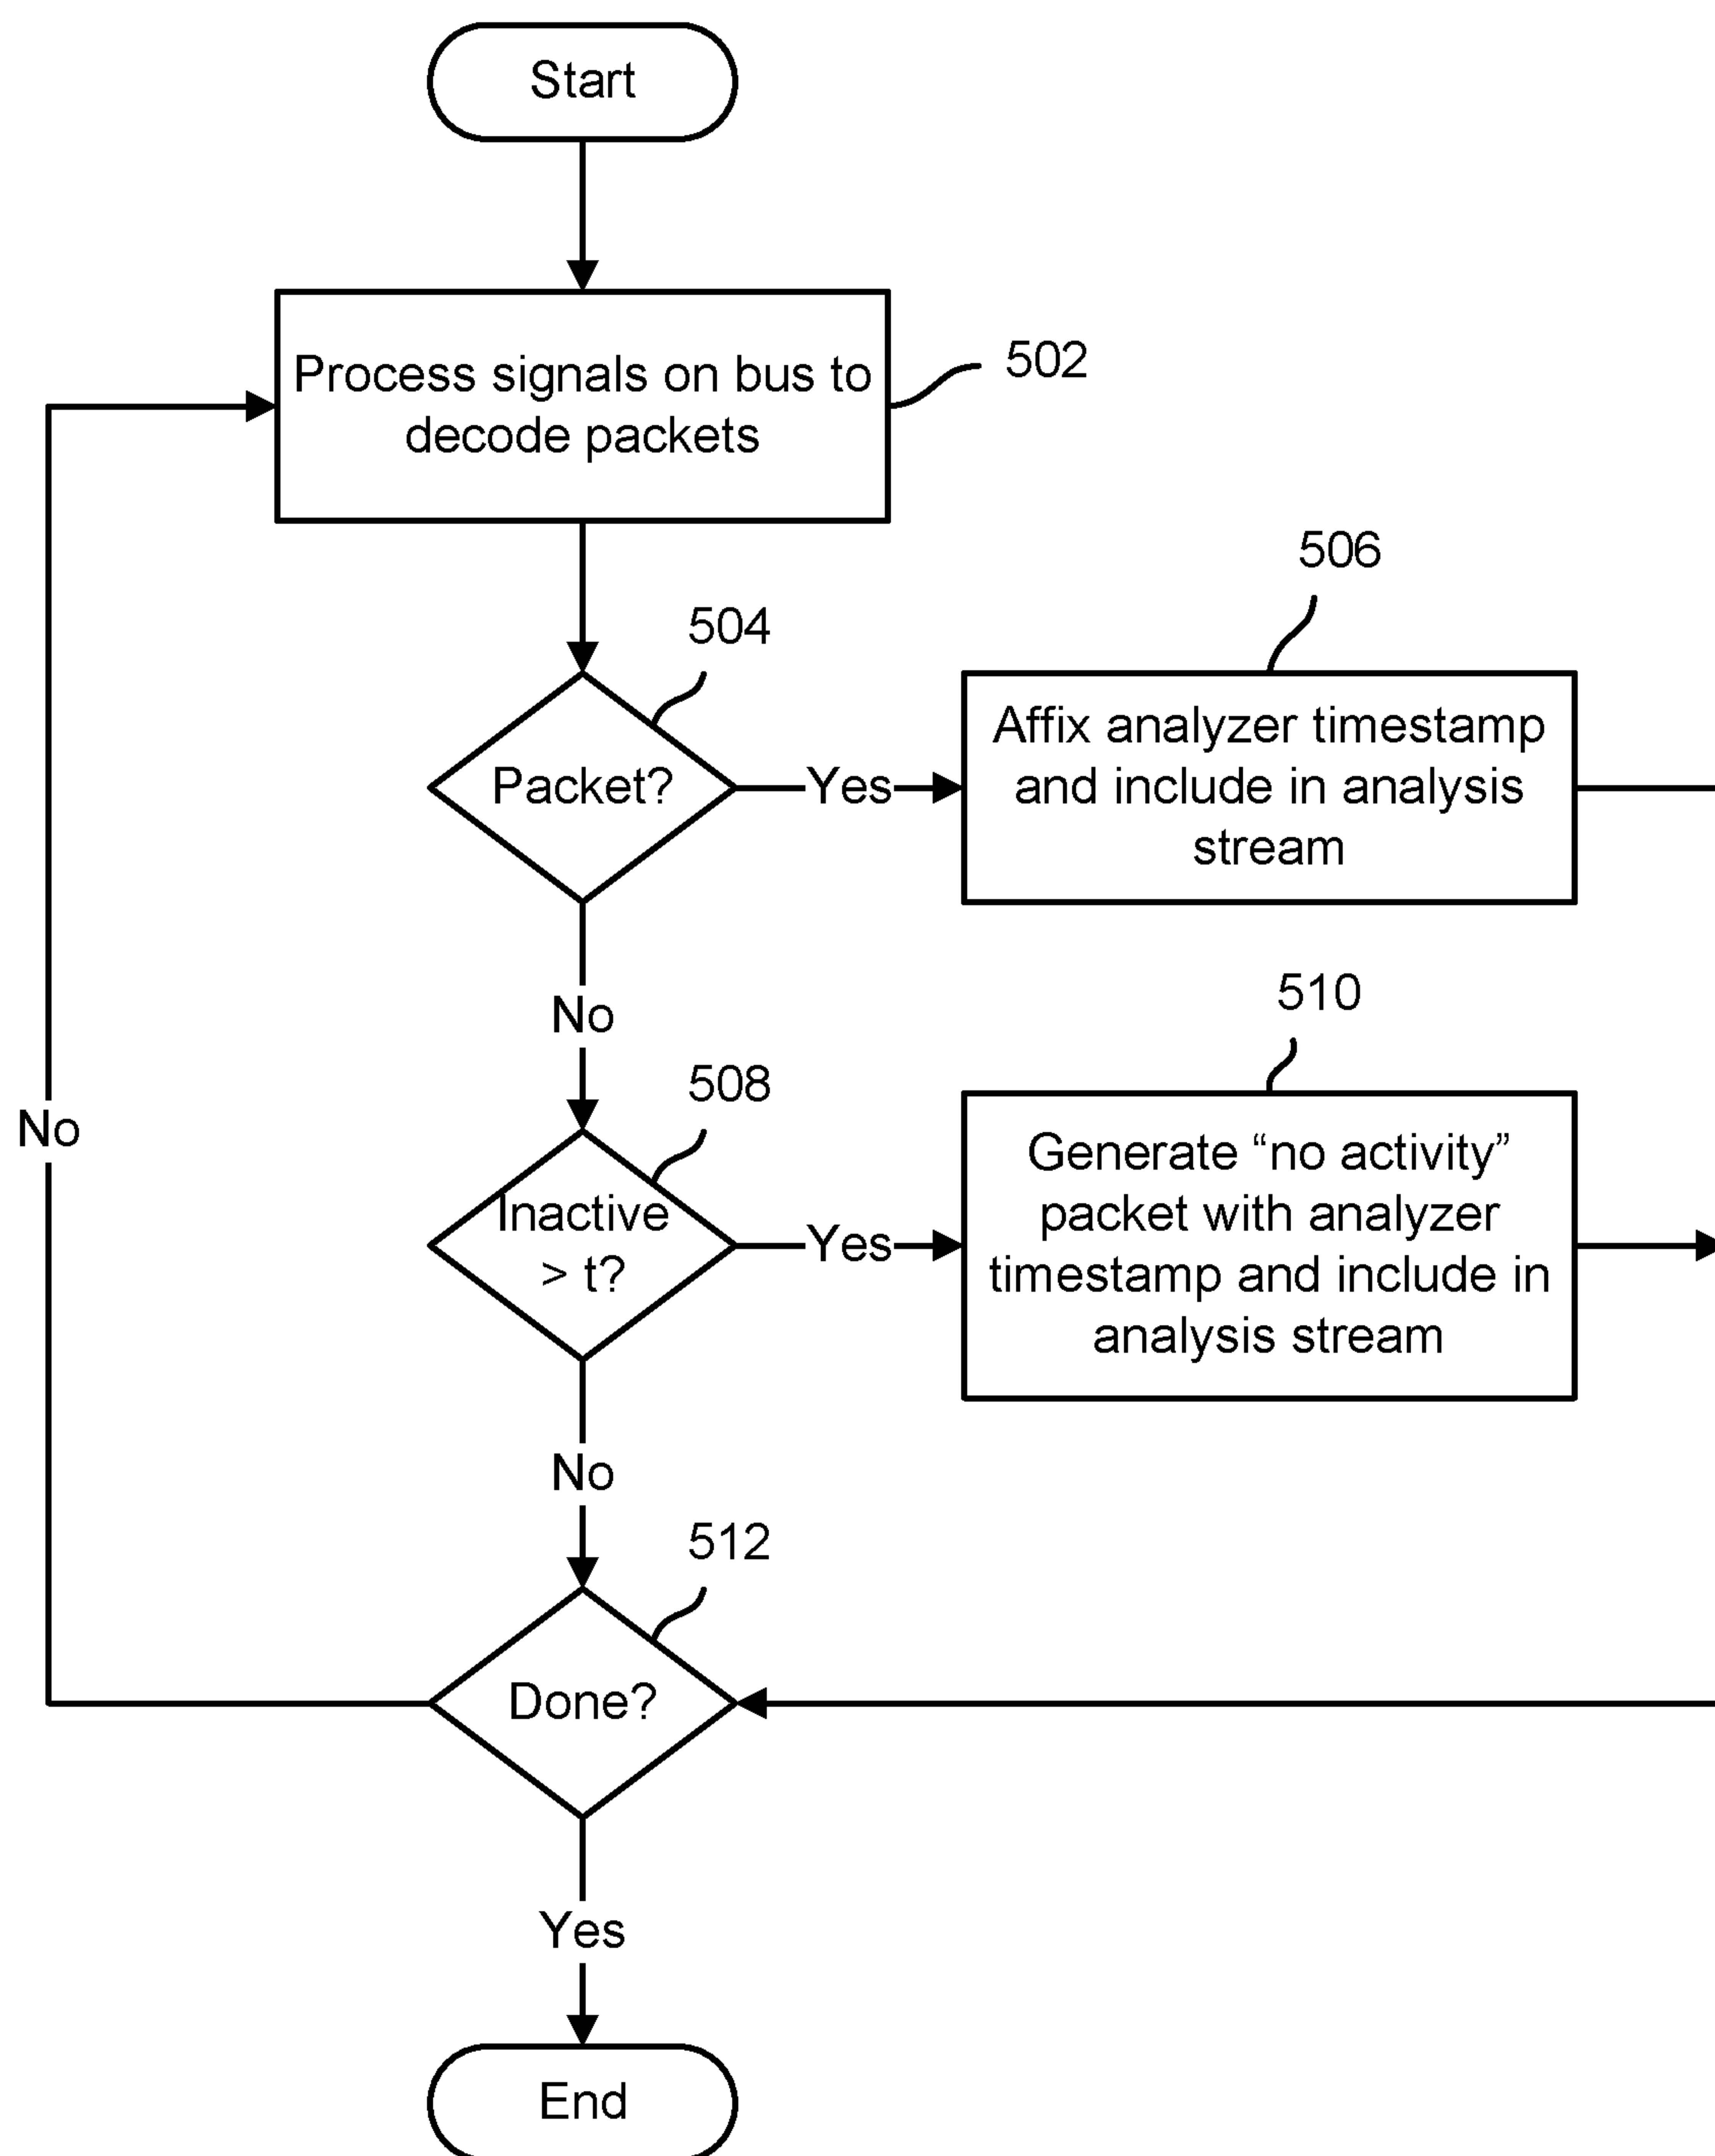 Start
Process signals on bus to
decode packets
502
504
Packet?
Yes
506
Affix analyzer timestamp
and include in analysis
stream
No
508
Inactive
> t?
Yes
510
Generate “no activity”
packet with analyzer
timestamp and include in
analysis stream
No
No
512
Done?
Yes
End